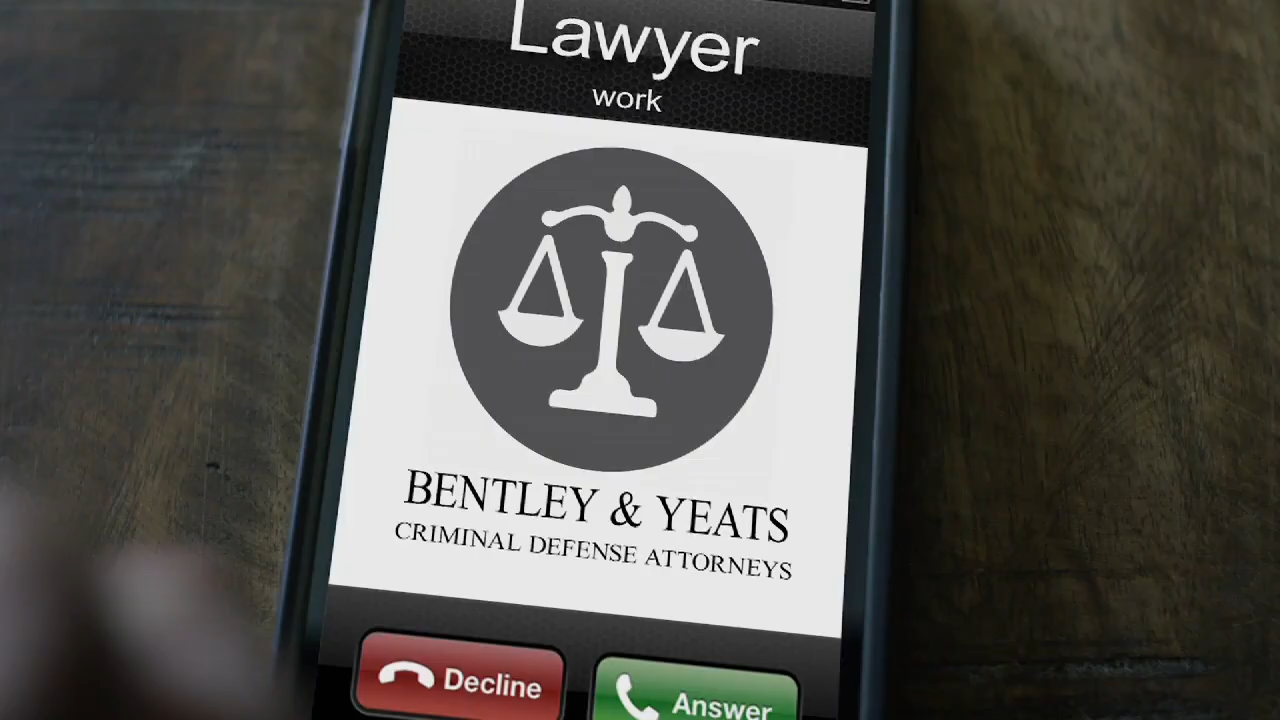 Lawyer
work
BENTLEY & YEATS
CRIMINAL DEFENSE ATTORNEYS
Decline
Answer